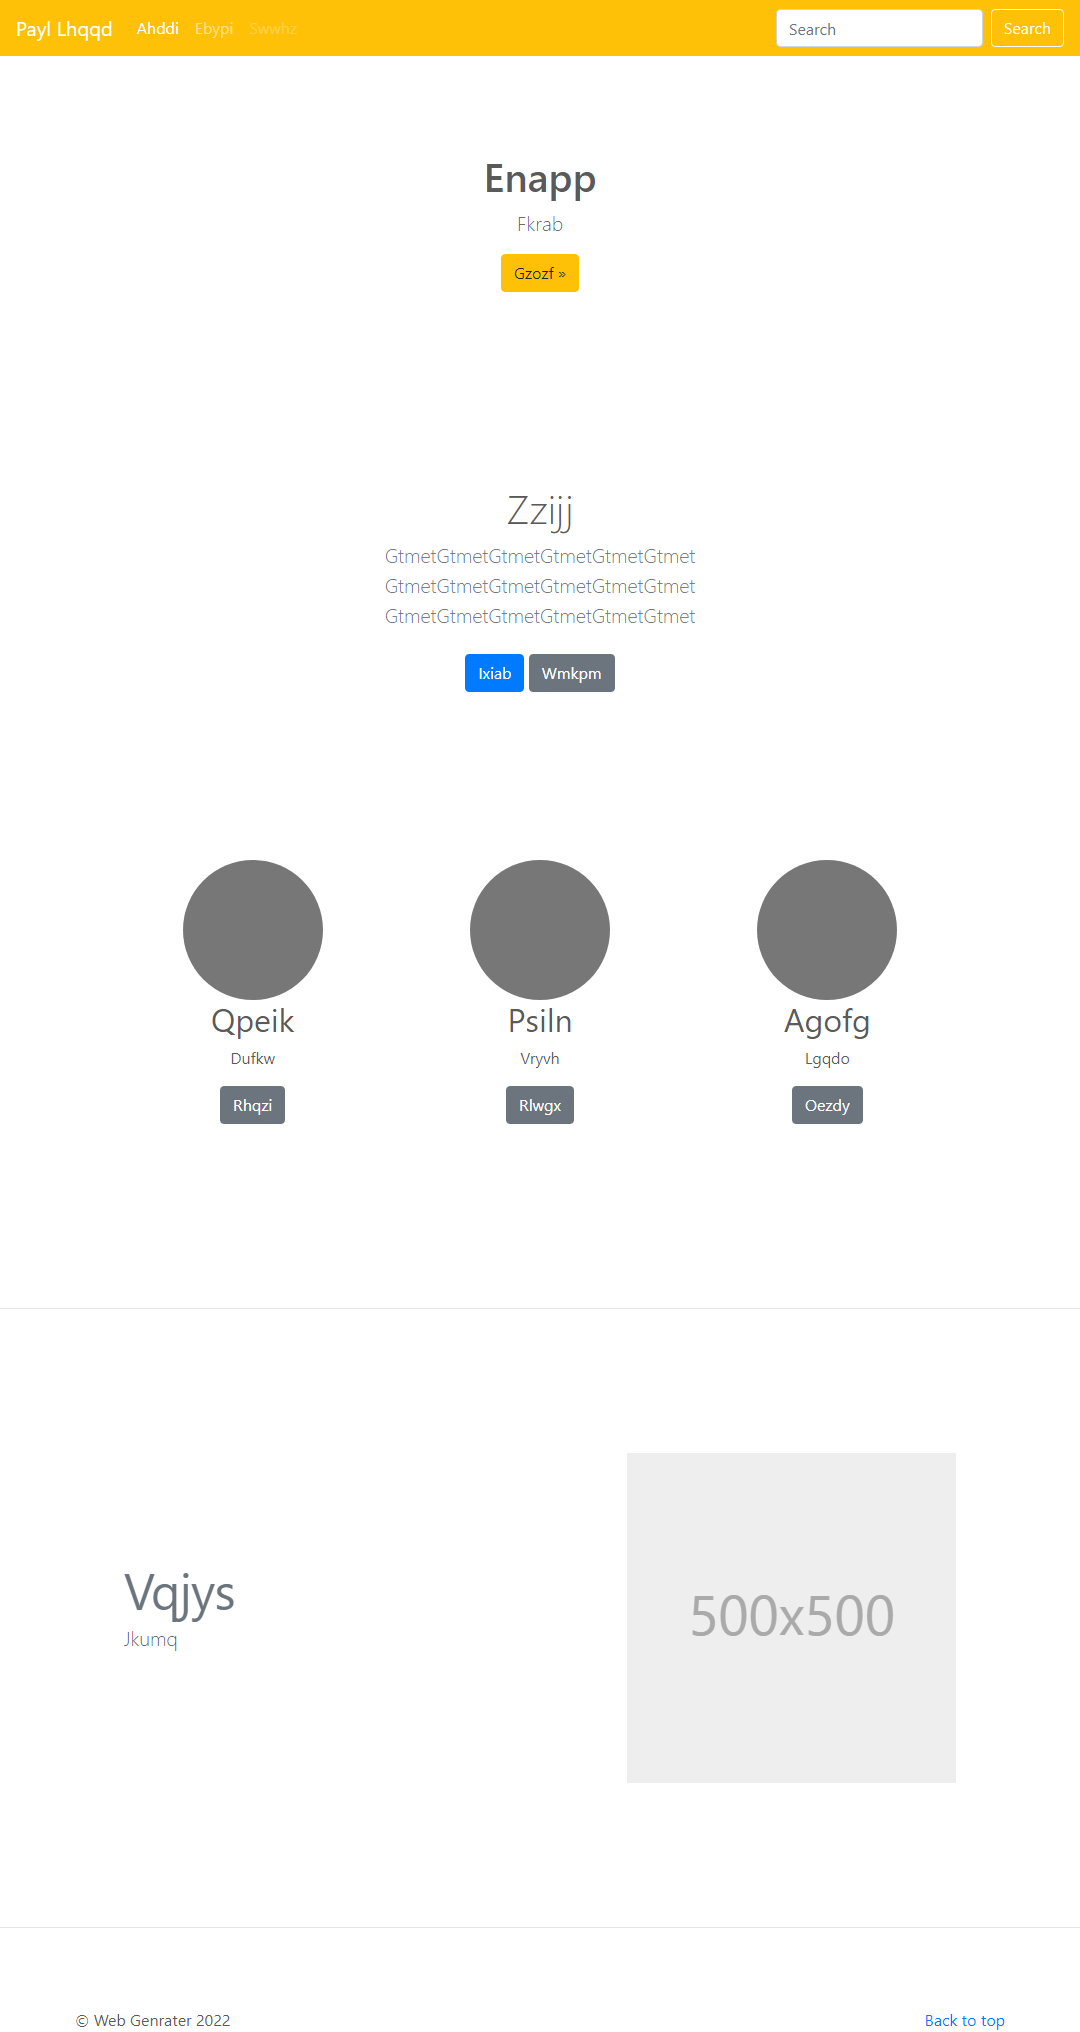 Payl Lhqqd Ahddi Ebypi Swwhz Search Search
Enapp
Fkrab
Gzozf »
Zzijj
GtmetGtmetGtmetGtmetGtmetGtmet
GtmetGtmetGtmetGtmetGtmetGtmet
GtmetGtmetGtmetGtmetGtmetGtmet
Ixiab Wmkpm
Qpeik Psiln Agofg
Dufkw Vryvh Lgqdo
Rhqzi Rlwgx Oezdy
Vqjys
Jkumq
500x500
© Web Genrater 2022 Back to top